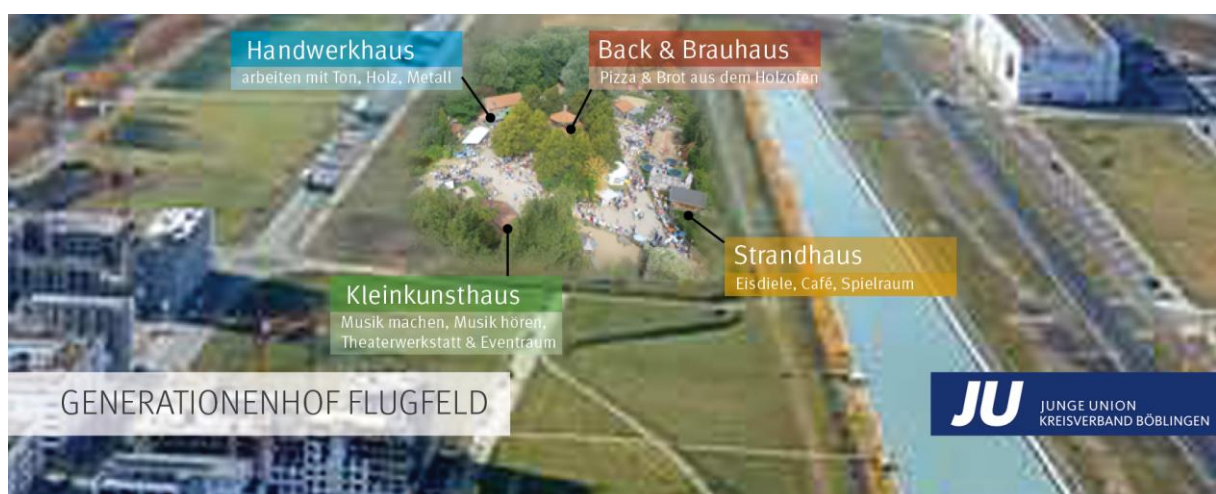 Handwerkhaus
arbeiten mit Ton, Holz, Metall
Back & Brauhaus
Pizza & Brot aus dem Holzofen
Strandhaus
Eisdiele, Café, Spielraum
Kleinkunsthaus
Musik machen, Musik hören,
Theaterwerkstatt & Eventraum
GENERATIONENHOF FLUGFELD
JU
JUNGE UNION
KREISVERBAND BÖBLINGEN